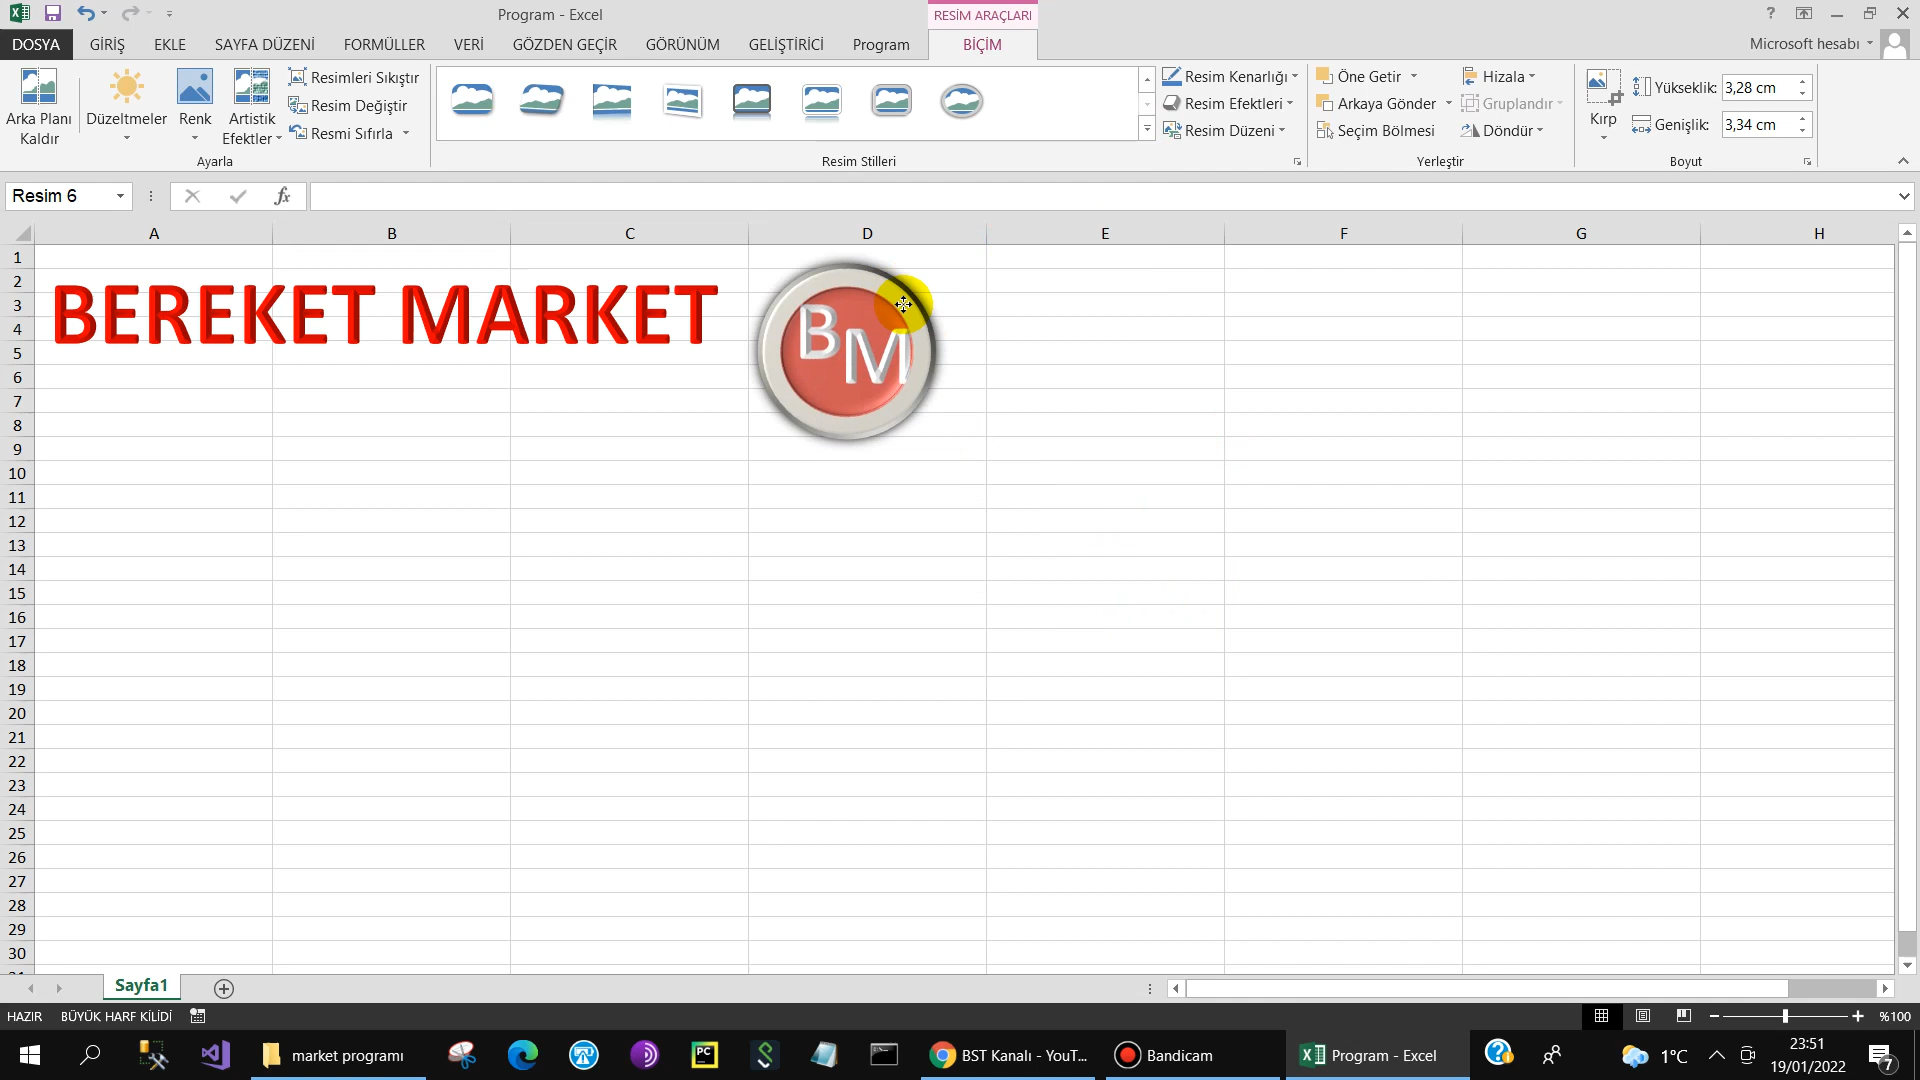 Program - Excel
RESİM ARAÇLARI
?
DOSYA GİRİŞ EKLE SAYFA DÜZENİ FORMÜLLER VERİ GÖZDEN GEÇİR GÖRÜNÜM GELİŞTİRİCİ Program BİÇİM
Microsoft hesabı
Arka Planı Kaldır
Düzeltmeler
Renk
Artistik Efektler
Resimleri Sıkıştır
Resim Değiştir
Resmi Sıfırla
Ayarla
Resim Stilleri
Resim Kenarlığı
Resim Efektleri
Resim Düzeni
Öne Getir
Arkaya Gönder
Seçim Bölmesi
Hizala
Gruplandır
Döndür
Yerleştir
Kırp
Yükseklik: 3,28 cm
Genişlik: 3,34 cm
Boyut
Resim 6
fx
A B C D E F G H
1
2
3
4
5
6
7
8
9
10
11
12
13
14
15
16
17
18
19
20
21
22
23
24
25
26
27
28
29
30
BEREKET MARKET
BM
Sayfa1
HAZIR BÜYÜK HARF KİLİDİ
%100
market programı
PC
BST Kanalı - YouT...
Bandicam
Program - Excel
1°C
23:51
19/01/2022
7